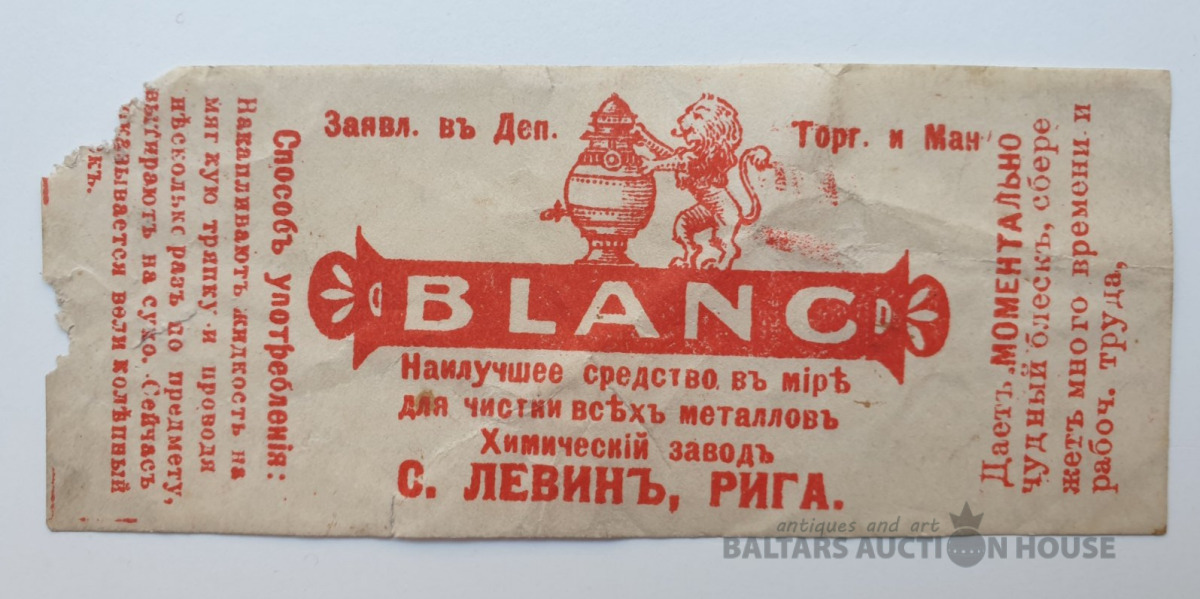 Способъ употребленія:
Накапливаютъ жидкость на
мягкую тряпку и проводя
нѣсколько разъ по предмету,
вытираютъ на сухо. Сейчасъ
оказывается великолѣпный
Заявл. въ Деп. Торг. и Ман
BLANC
Наилучшее средство въ мірѣ
для чистки всѣхъ металловъ
Химическій заводъ
С. ЛЕВИНЪ, РИГА.
Даетъ МОМЕНТАЛЬНО
чудный блескъ, сбере
жетъ много времени и
рабоч. труда,
antiques and art
BALTARS AUCTION HOUSE